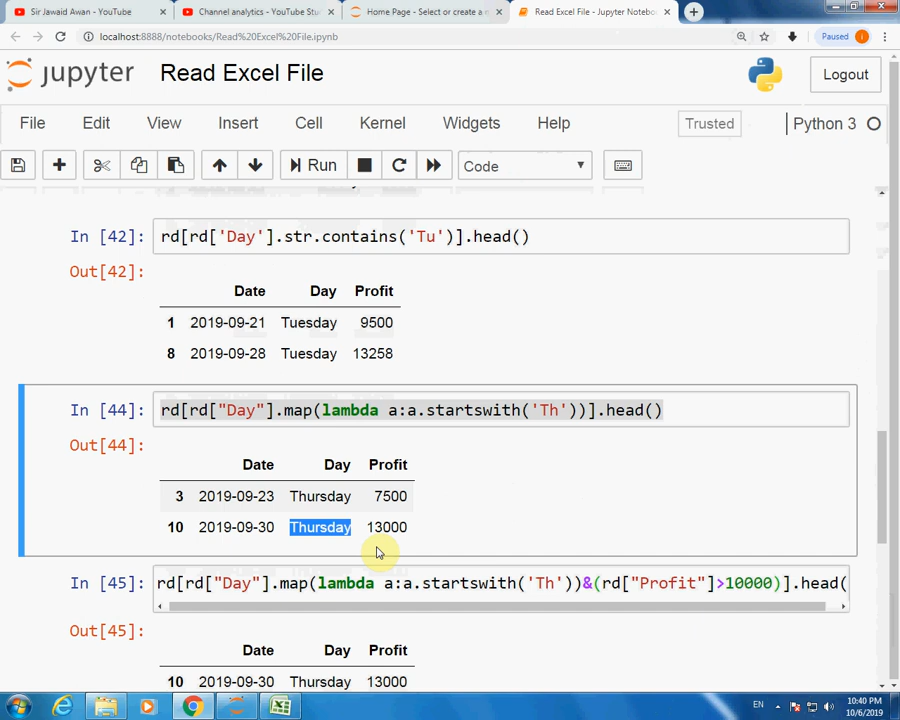 Sir Jawaid Awan - YouTube
Channel analytics - YouTube Stu
Home Page - Select or create a n
Read Excel File - Jupyter Notebo
localhost:8888/notebooks/Read%20Excel%20File.ipynb
Paused
jupyter Read Excel File
Logout
File Edit View Insert Cell Kernel Widgets Help Trusted Python 3
Run Code
In [42]: rd[rd['Day'].str.contains('Tu')].head()
Out[42]:
Date Day Profit
1 2019-09-21 Tuesday 9500
8 2019-09-28 Tuesday 13258
In [44]: rd[rd["Day"].map(lambda a:a.startswith('Th'))].head()
Out[44]:
Date Day Profit
3 2019-09-23 Thursday 7500
10 2019-09-30 Thursday 13000
In [45]: rd[rd["Day"].map(lambda a:a.startswith('Th'))&(rd["Profit"]>10000)].head(
Out[45]:
Date Day Profit
10 2019-09-30 Thursday 13000
EN
10:40 PM
10/6/2019